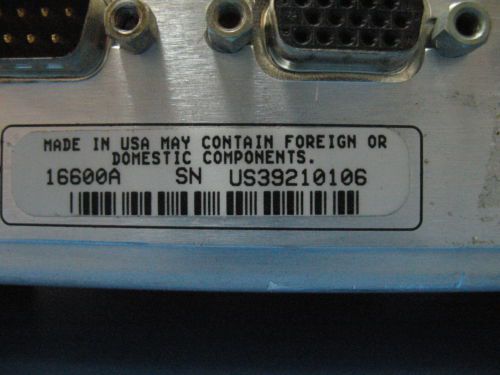 MADE IN USA MAY CONTAIN FOREIGN OR
DOMESTIC COMPONENTS.
16600A SN US39210106